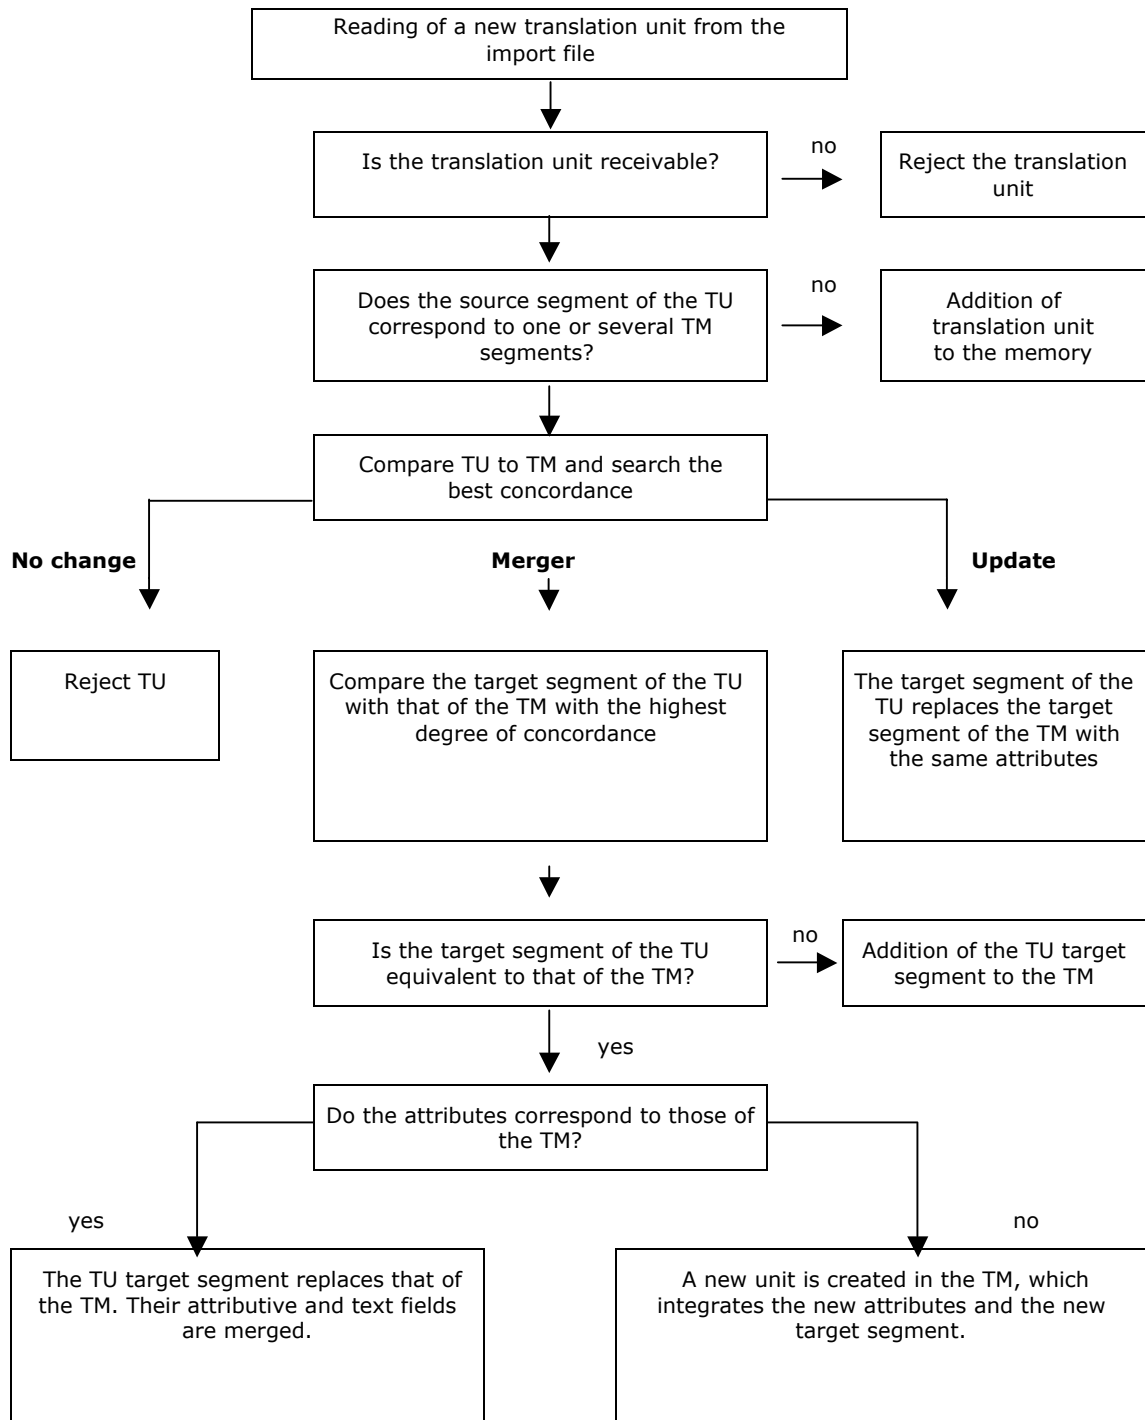 Reading of a new translation unit from the
import file
Is the translation unit receivable?
no
Reject the translation
unit
Does the source segment of the TU
correspond to one or several TM
segments?
no
Addition of
translation unit
to the memory
Compare TU to TM and search the
best concordance
No change
Merger
Update
Reject TU
Compare the target segment of the TU
with that of the TM with the highest
degree of concordance
The target segment of the
TU replaces the target
segment of the TM with
the same attributes
Is the target segment of the TU
equivalent to that of the TM?
no
Addition of the TU target
segment to the TM
yes
Do the attributes correspond to those of
the TM?
yes
no
The TU target segment replaces that of
the TM. Their attributive and text fields
are merged.
A new unit is created in the TM, which
integrates the new attributes and the new
target segment.